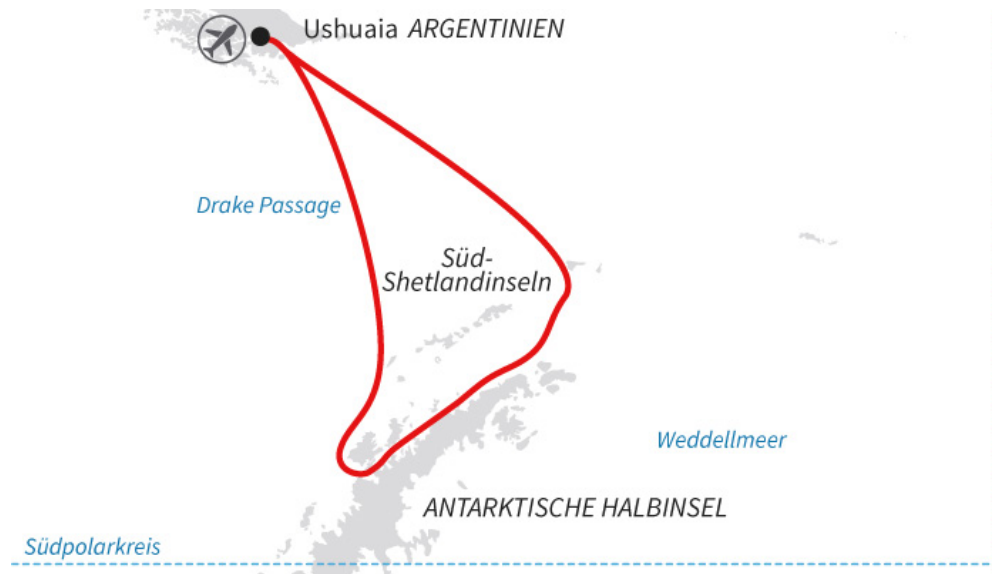 Ushuaia ARGENTINIEN
Drake Passage
Süd-
Shetlandinseln
Weddellmeer
ANTARKTISCHE HALBINSEL
Südpolarkreis